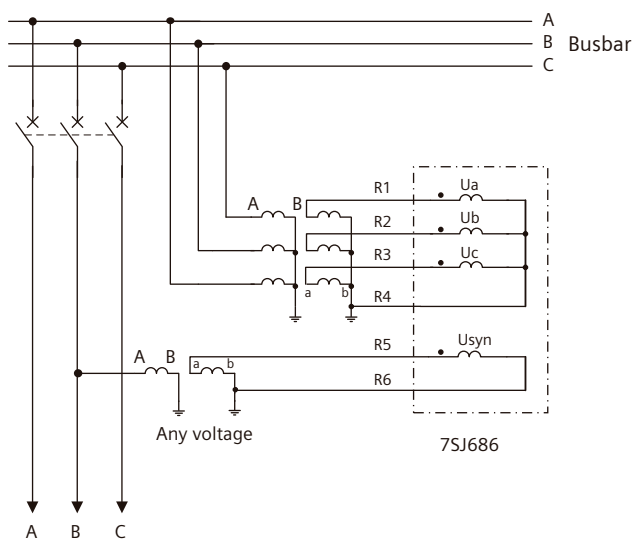 A
B Busbar
C
A B R1 Ua
R2 Ub
R3 Uc
a b
R4
R5 Usyn
A B a b
R6
Any voltage
7SJ686
A B C